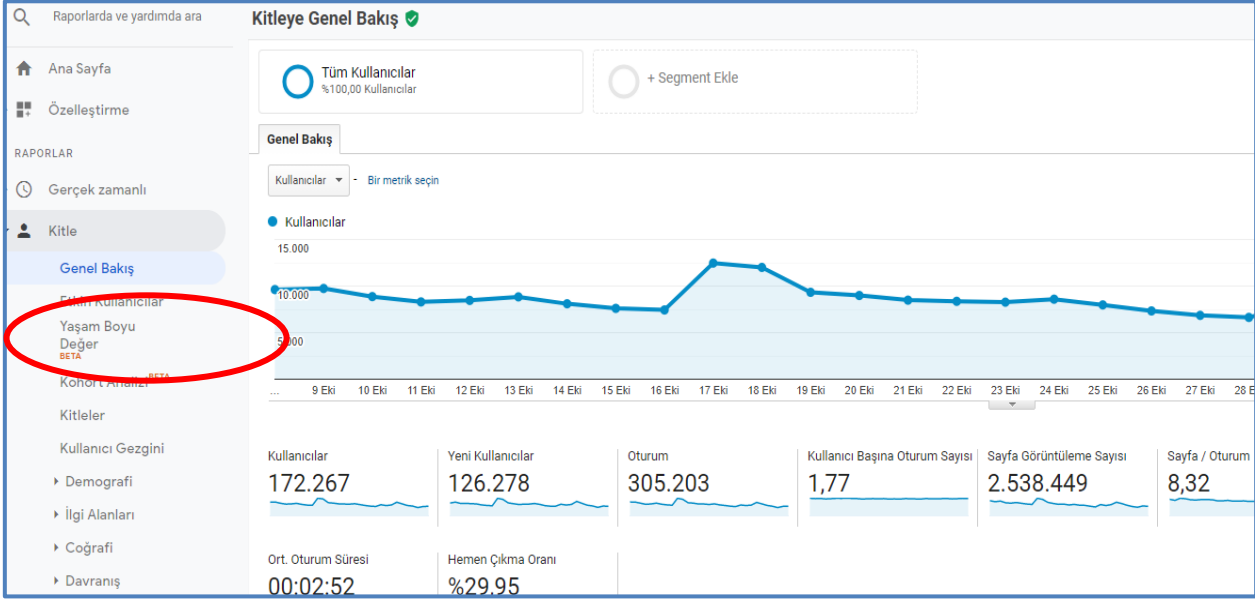 Raporlarda ve yardımda ara
Kitleye Genel Bakış
Ana Sayfa
Özelleştirme
RAPORLAR
Gerçek zamanlı
Kitle
Genel Bakış
Etkin Kullanıcılar
Yaşam Boyu
Değer
BETA
Kohort Analizi BETA
Kitleler
Kullanıcı Gezgini
Demografi
İlgi Alanları
Coğrafi
Davranış
Tüm Kullanıcılar
%100,00 Kullanıcılar
+ Segment Ekle
Genel Bakış
Kullanıcılar - Bir metrik seçin
Kullanıcılar
15.000
10.000
5.000
... 9 Eki 10 Eki 11 Eki 12 Eki 13 Eki 14 Eki 15 Eki 16 Eki 17 Eki 18 Eki 19 Eki 20 Eki 21 Eki 22 Eki 23 Eki 24 Eki 25 Eki 26 Eki 27 Eki 28 E
Kullanıcılar Yeni Kullanıcılar Oturum Kullanıcı Başına Oturum Sayısı Sayfa Görüntüleme Sayısı Sayfa / Oturum
172.267 126.278 305.203 1,77 2.538.449 8,32
Ort. Oturum Süresi Hemen Çıkma Oranı
00:02:52 %29,95